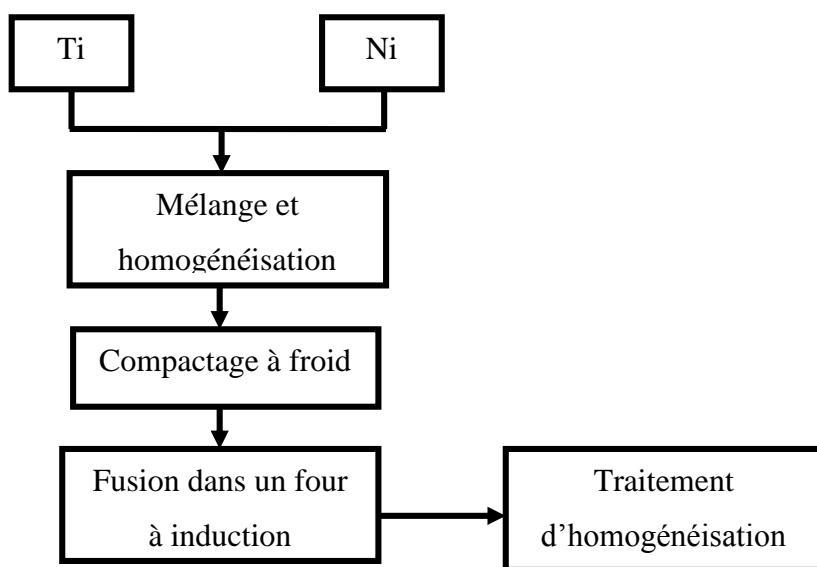 Ti
Ni
Mélange et
homogénéisation
Compactage à froid
Fusion dans un four
à induction
Traitement
d’homogénéisation